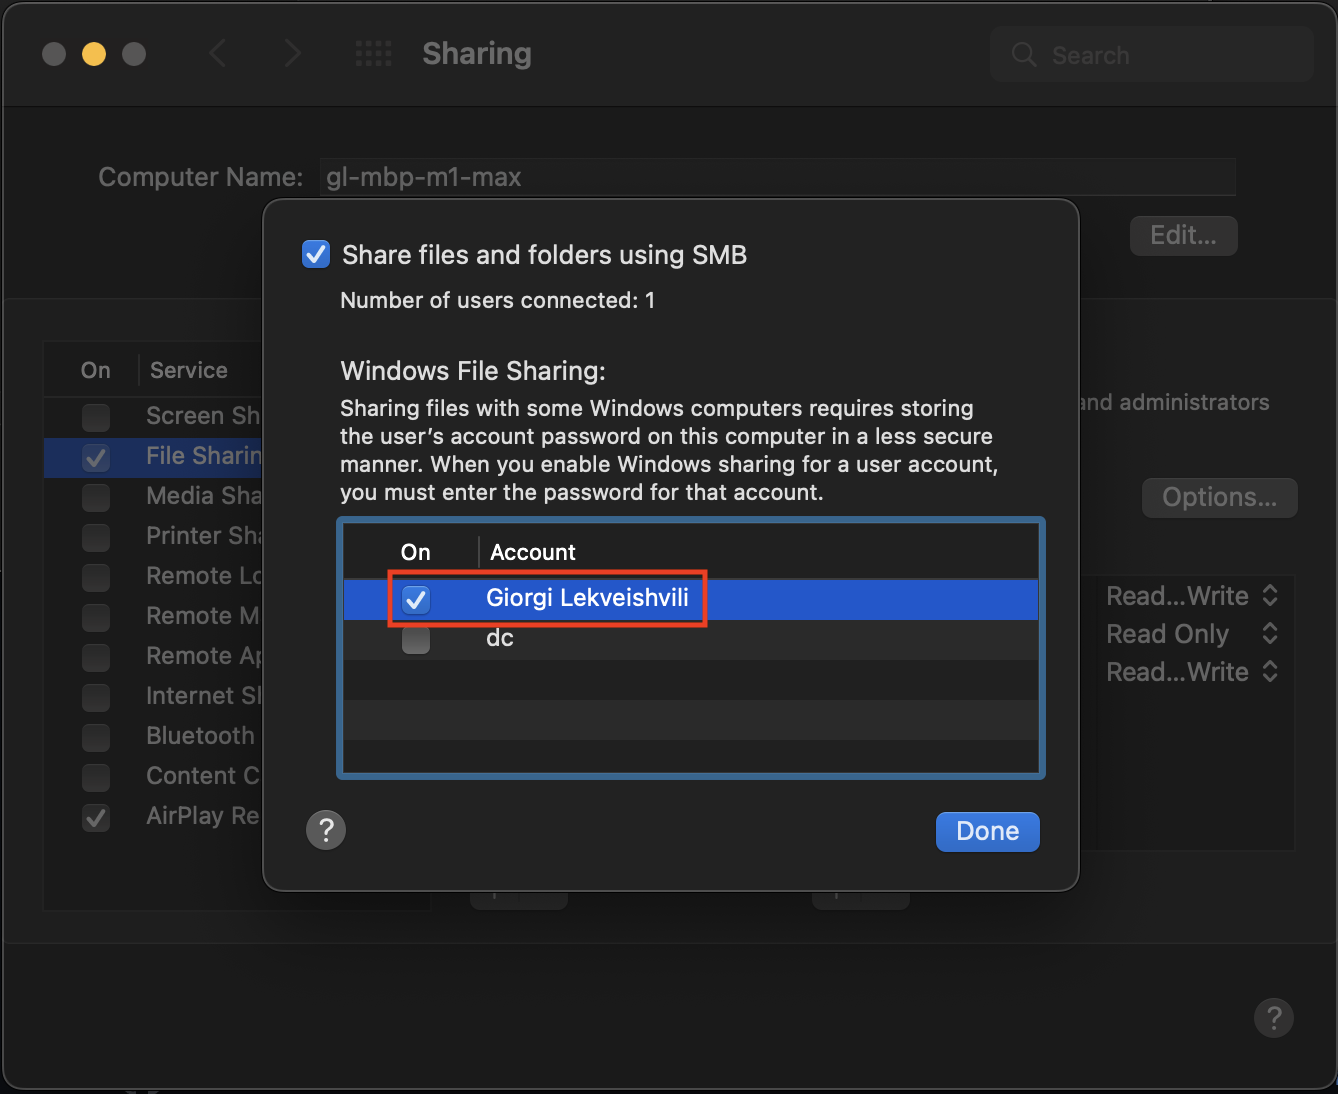 Sharing
Search
Computer Name: gl-mbp-m1-max
Edit...
Share files and folders using SMB
Number of users connected: 1
Windows File Sharing:
Sharing files with some Windows computers requires storing
the user's account password on this computer in a less secure
manner. When you enable Windows sharing for a user account,
you must enter the password for that account.
On Account
Giorgi Lekveishvili
dc
?
Done
On Service
Screen Sh
File Sharin
Media Sha
Printer Sha
Remote Lo
Remote M
Remote Ap
Internet Sl
Bluetooth
Content C
AirPlay Re
and administrators
Options...
Read...Write
Read Only
Read...Write
?